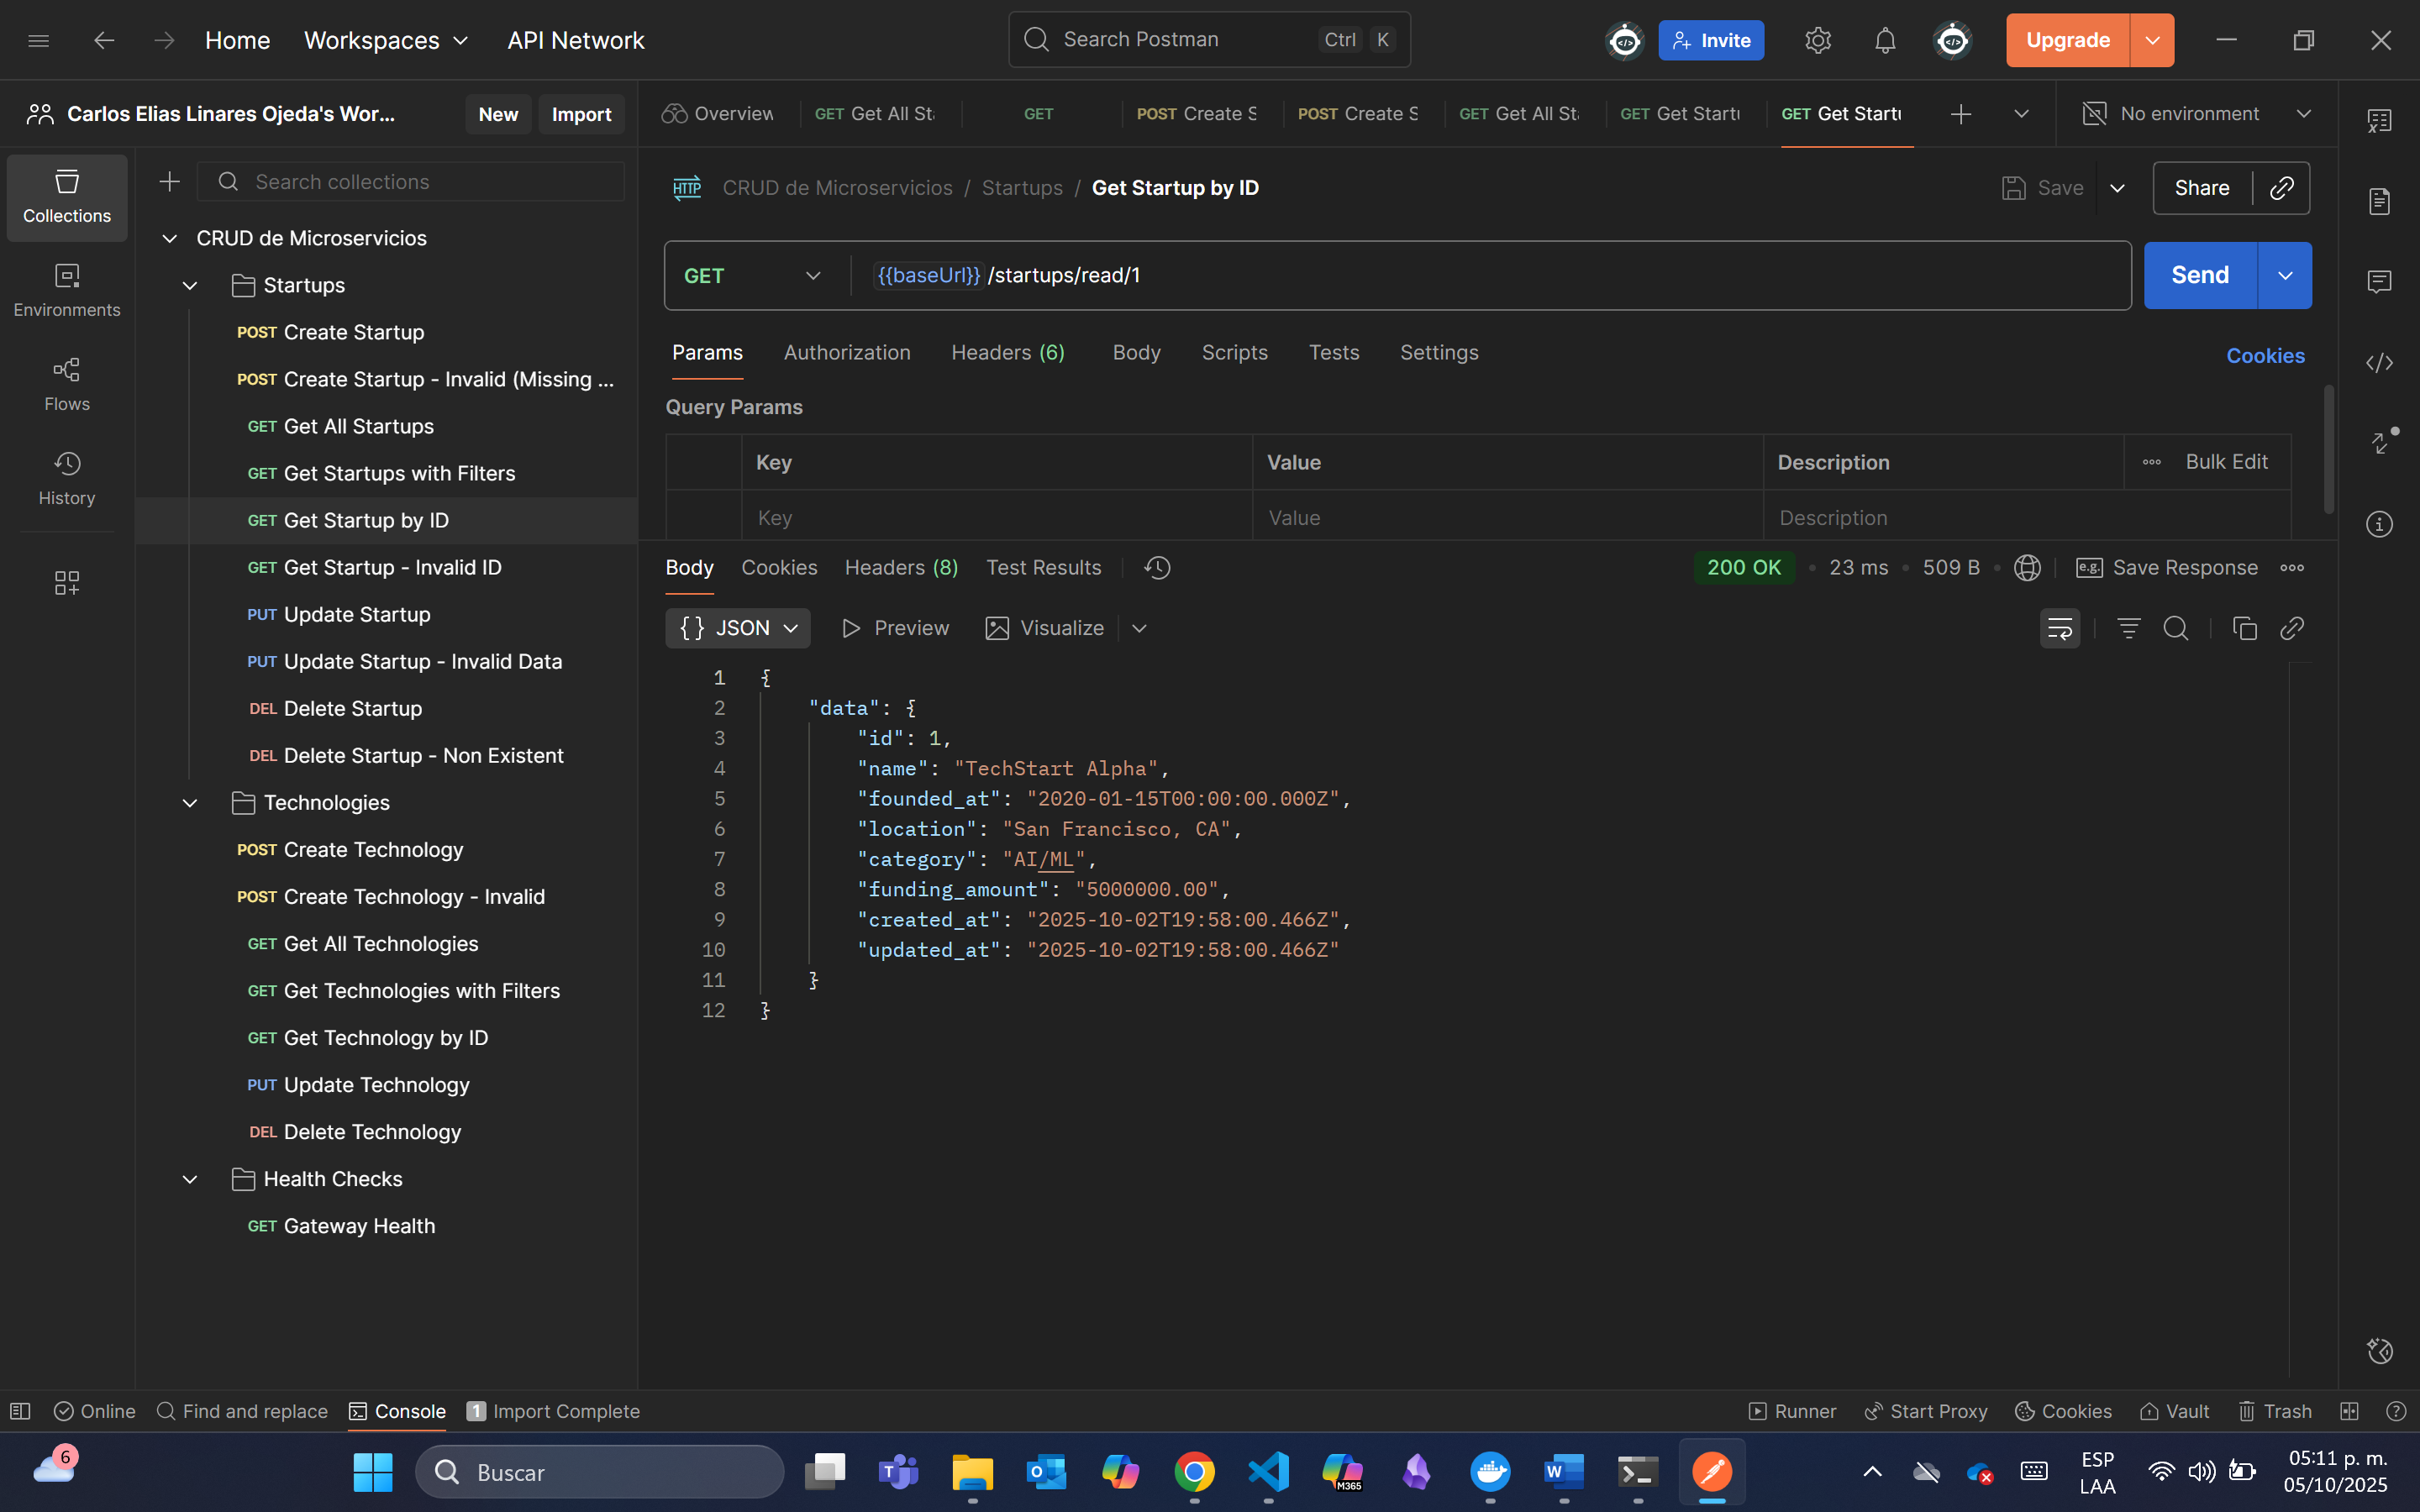 Home Workspaces API Network Search Postman Ctrl K Invite Upgrade
Carlos Elias Linares Ojeda's Wor... New Import
Overview GET Get All St GET POST Create S POST Create S GET Get All St GET Get Startu GET Get Startu No environment
Collections
Environments
Flows
History
Search collections
CRUD de Microservicios
Startups
POST Create Startup
POST Create Startup - Invalid (Missing ...
GET Get All Startups
GET Get Startups with Filters
GET Get Startup by ID
GET Get Startup - Invalid ID
PUT Update Startup
PUT Update Startup - Invalid Data
DEL Delete Startup
DEL Delete Startup - Non Existent
Technologies
POST Create Technology
POST Create Technology - Invalid
GET Get All Technologies
GET Get Technologies with Filters
GET Get Technology by ID
PUT Update Technology
DEL Delete Technology
Health Checks
GET Gateway Health
HTTP CRUD de Microservicios / Startups / Get Startup by ID Save Share
GET {{baseUrl}}/startups/read/1 Send
Params Authorization Headers (6) Body Scripts Tests Settings Cookies
Query Params
Key Value Description Bulk Edit
Key Value Description
Body Cookies Headers (8) Test Results 200 OK • 23 ms • 509 B • e.g. Save Response
{} JSON Preview Visualize
1 {
2 "data": {
3 "id": 1,
4 "name": "TechStart Alpha",
5 "founded_at": "2020-01-15T00:00:00.000Z",
6 "location": "San Francisco, CA",
7 "category": "AI/ML",
8 "funding_amount": "5000000.00",
9 "created_at": "2025-10-02T19:58:00.466Z",
10 "updated_at": "2025-10-02T19:58:00.466Z"
11 }
12 }
Online Find and replace Console 1 Import Complete Runner Start Proxy Cookies Vault Trash
6 Buscar M365 ESP LAA 05:11 p. m.
05/10/2025